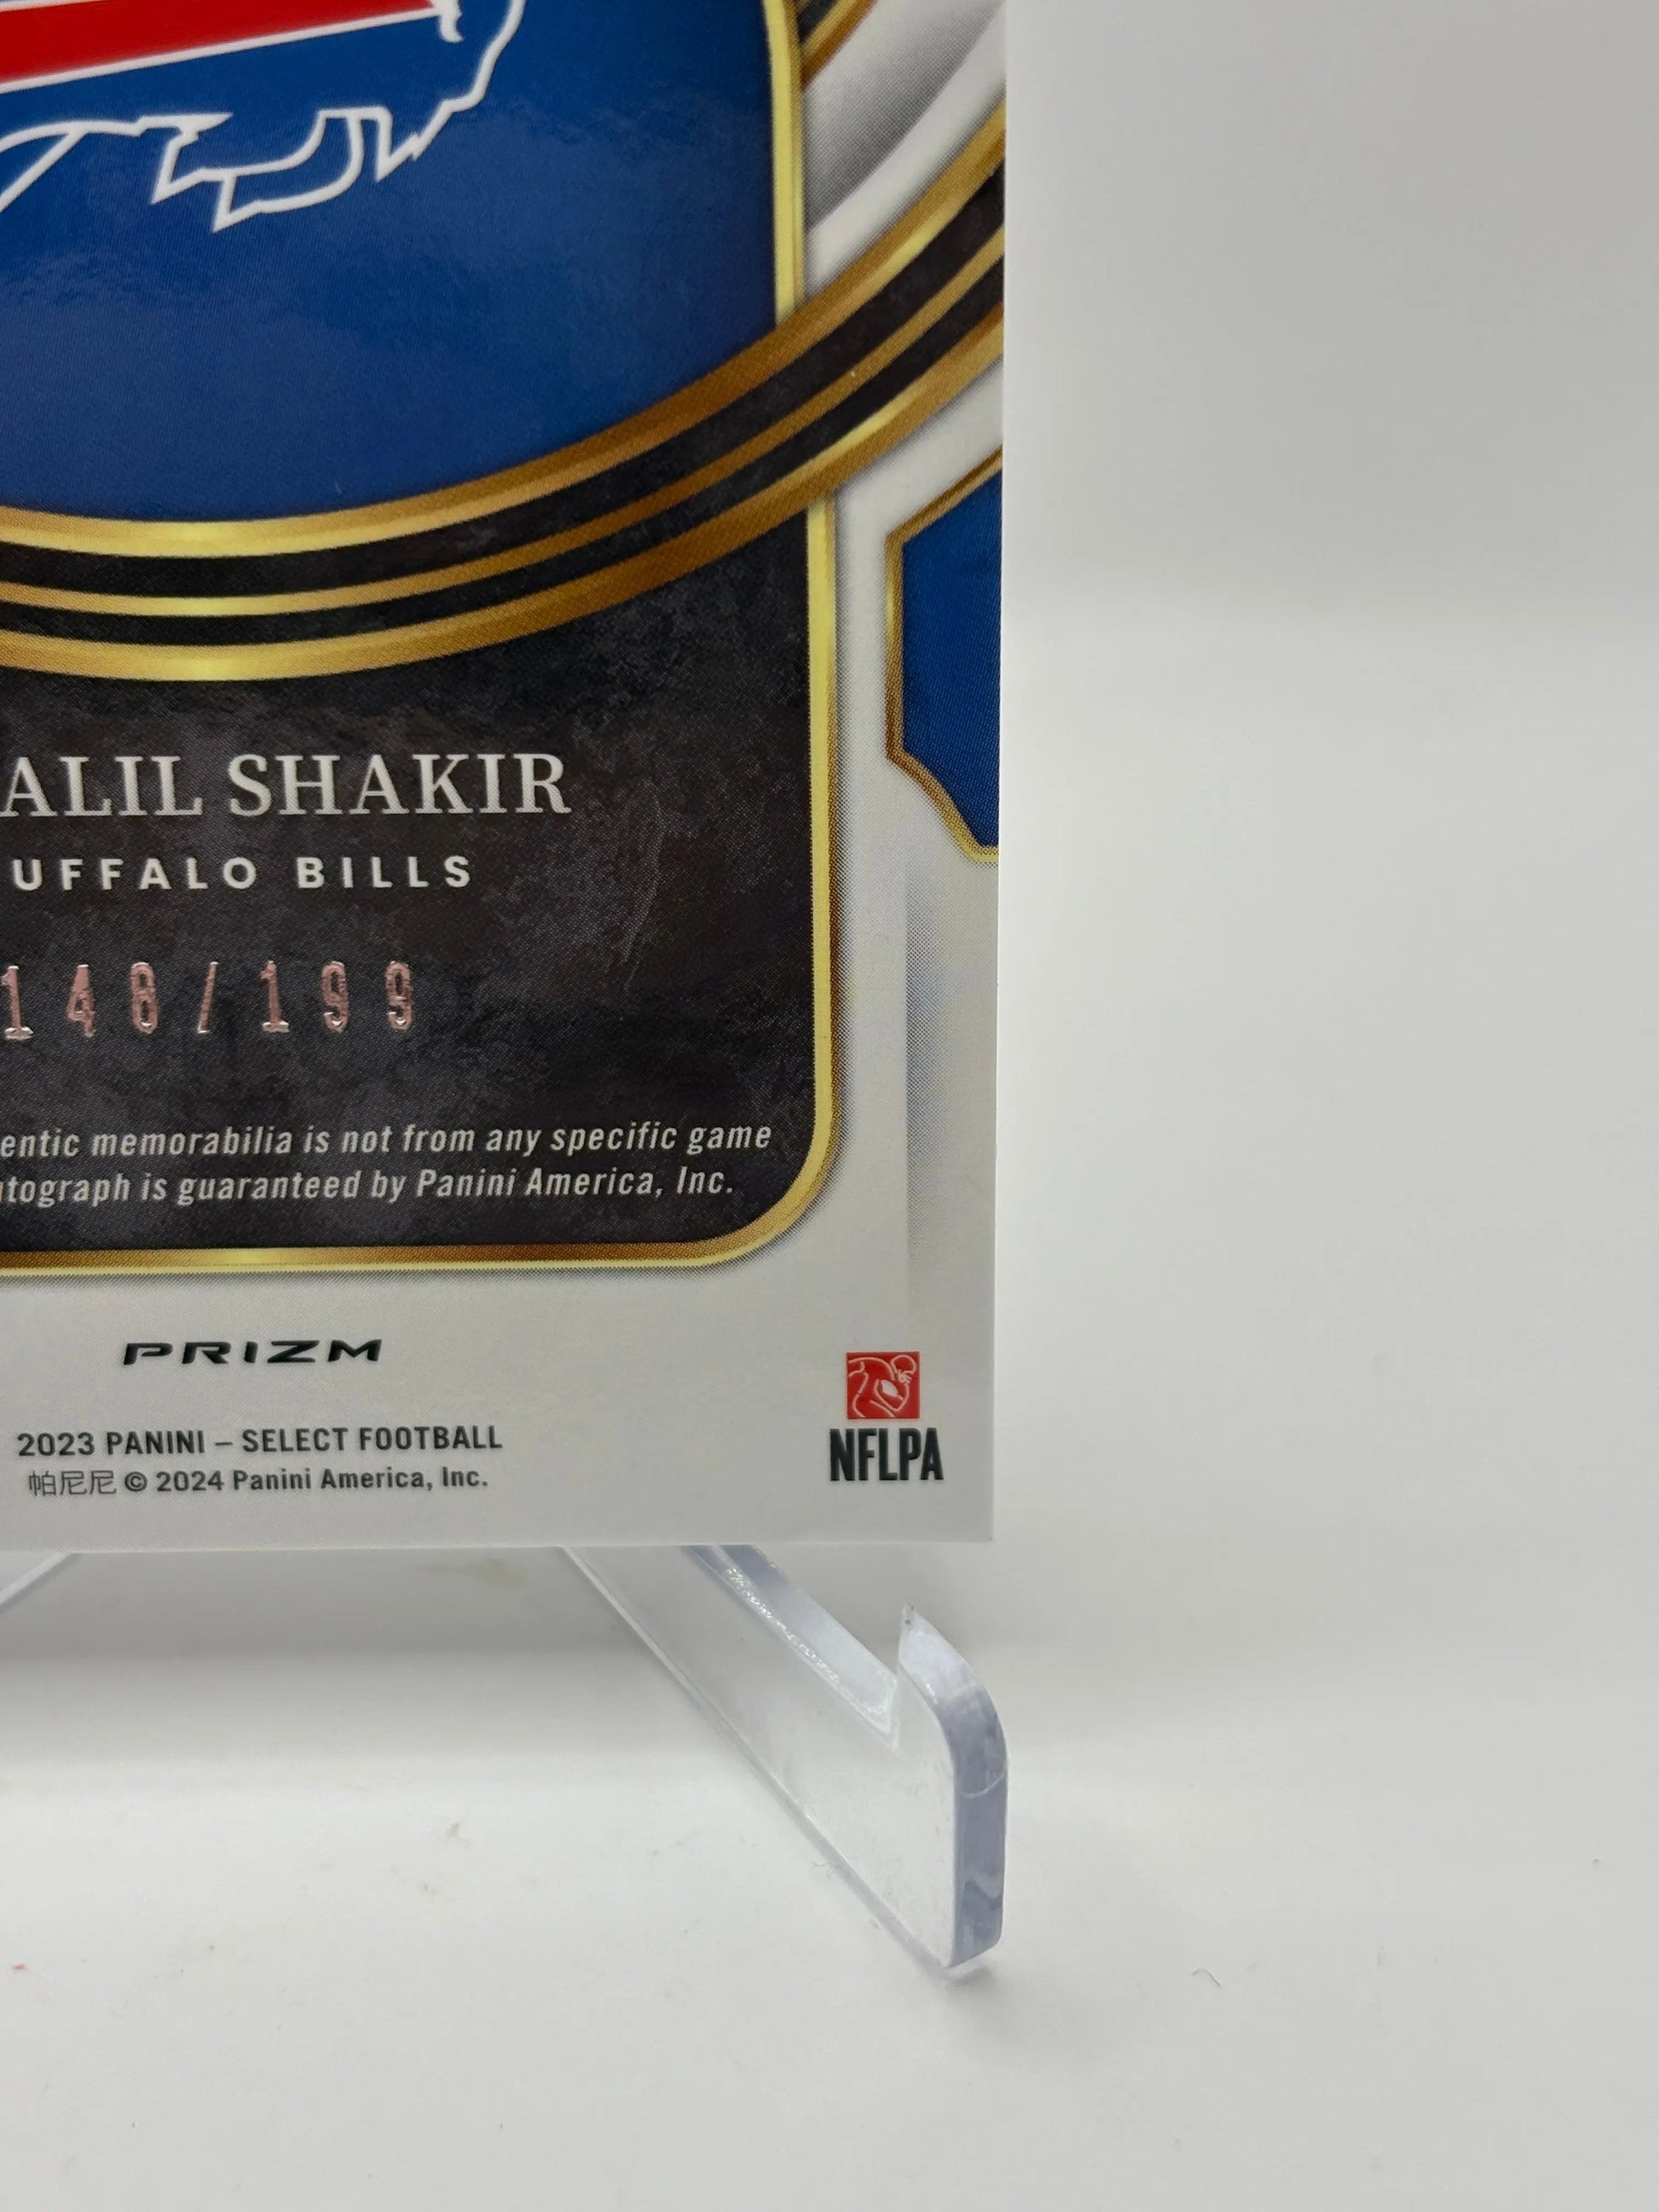 ALIL SHAKIR
UFFALO BILLS
148/199
entic memorabilia is not from any specific game
tograph is guaranteed by Panini America, Inc.
PRIZM
2023 PANINI – SELECT FOOTBALL
帕尼尼 © 2024 Panini America, Inc.
NFLPA